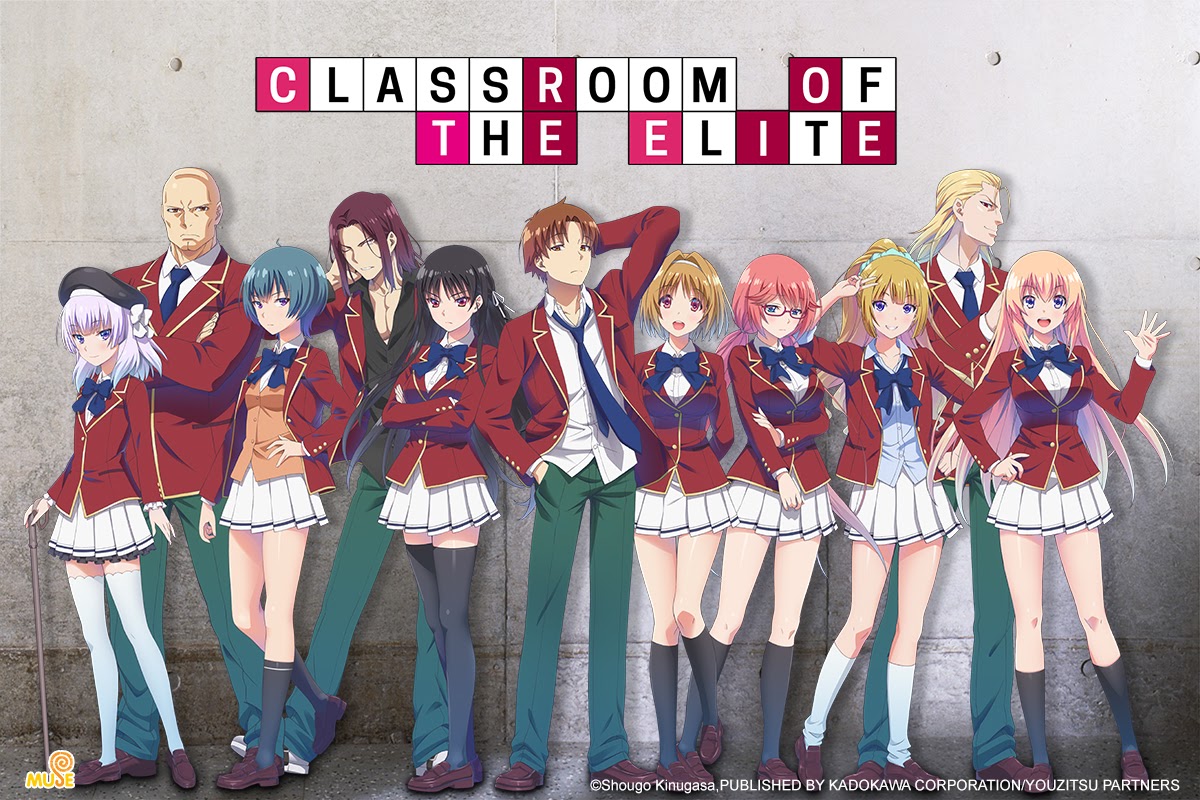 CLASSROOM OF
THE ELITE
MUSE
©Shougo Kinugasa,PUBLISHED BY KADOKAWA CORPORATION/YOUZITSU PARTNERS